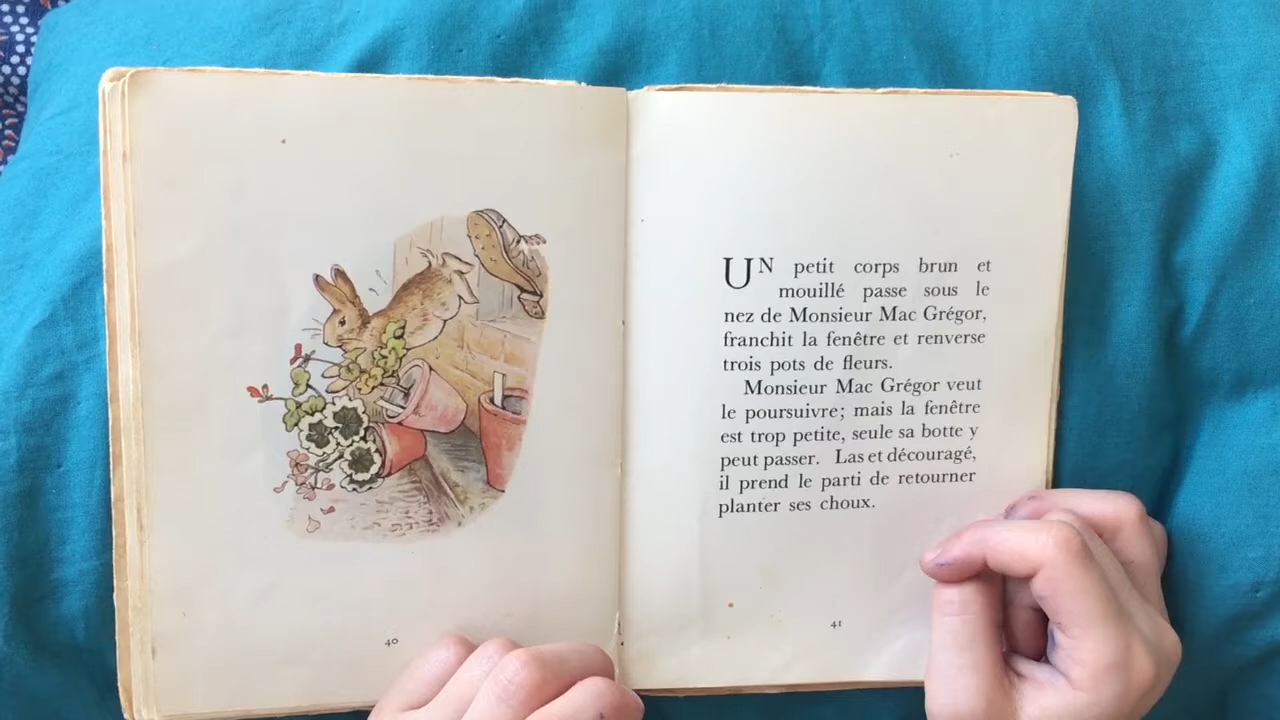 40
UN petit corps brun et
mouillé passe sous le
nez de Monsieur Mac Grégor,
franchit la fenêtre et renverse
trois pots de fleurs.
Monsieur Mac Grégor veut
le poursuivre; mais la fenêtre
est trop petite, seule sa botte y
peut passer. Las et découragé,
il prend le parti de retourner
planter ses choux.
41